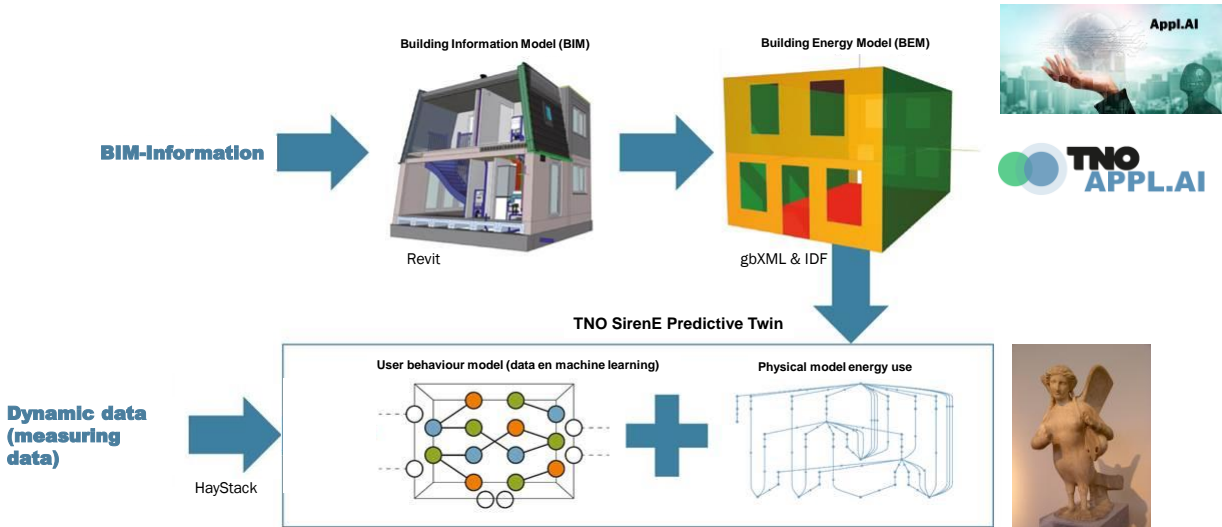 Building Information Model (BIM)
Building Energy Model (BEM)
Appl.AI
BIM-Information
TNO
APPL.AI
Revit
gbXML & IDF
TNO SirenE Predictive Twin
User behaviour model (data en machine learning)
Physical model energy use
Dynamic data
(measuring
data)
HayStack